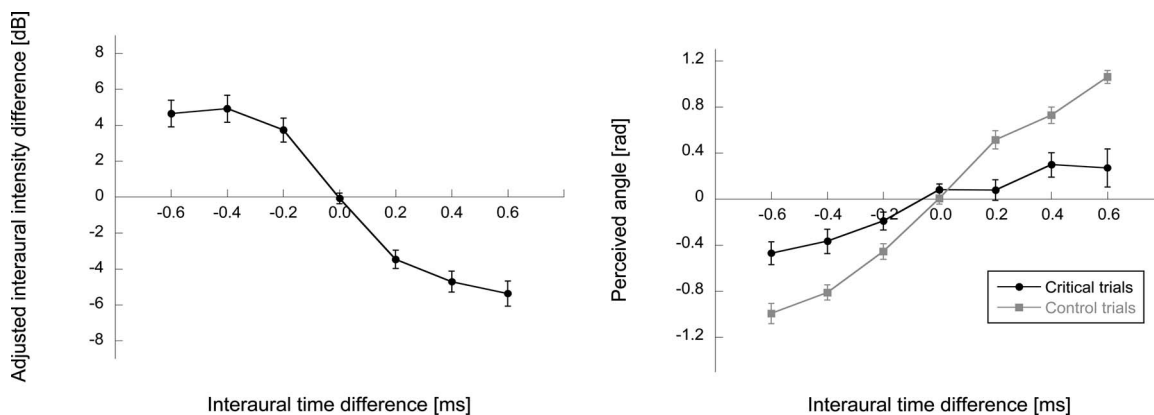 Adjusted interaural intensity difference [dB]
8
6
4
2
0
-2
-4
-6
-8
-0.6 -0.4 -0.2 0.0 0.2 0.4 0.6
Interaural time difference [ms]
Perceived angle [rad]
1.2
0.8
0.4
0
-0.4
-0.8
-1.2
-0.6 -0.4 -0.2 0.0 0.2 0.4 0.6
Critical trials
Control trials
Interaural time difference [ms]